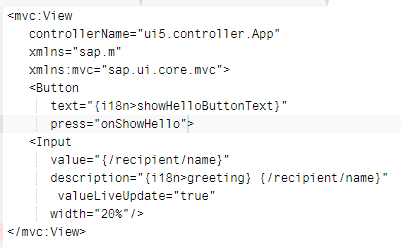 <mvc:View
controllerName="ui5.controller.App"
xmlns="sap.m"
xmlns:mvc="sap.ui.core.mvc">
<Button
text="{i18n>showHelloButtonText}"
press="onShowHello">
<Input
value="{/recipient/name}"
description="{i18n>greeting} {/recipient/name}"
valueLiveUpdate="true"
width="20%"/>
</mvc:View>